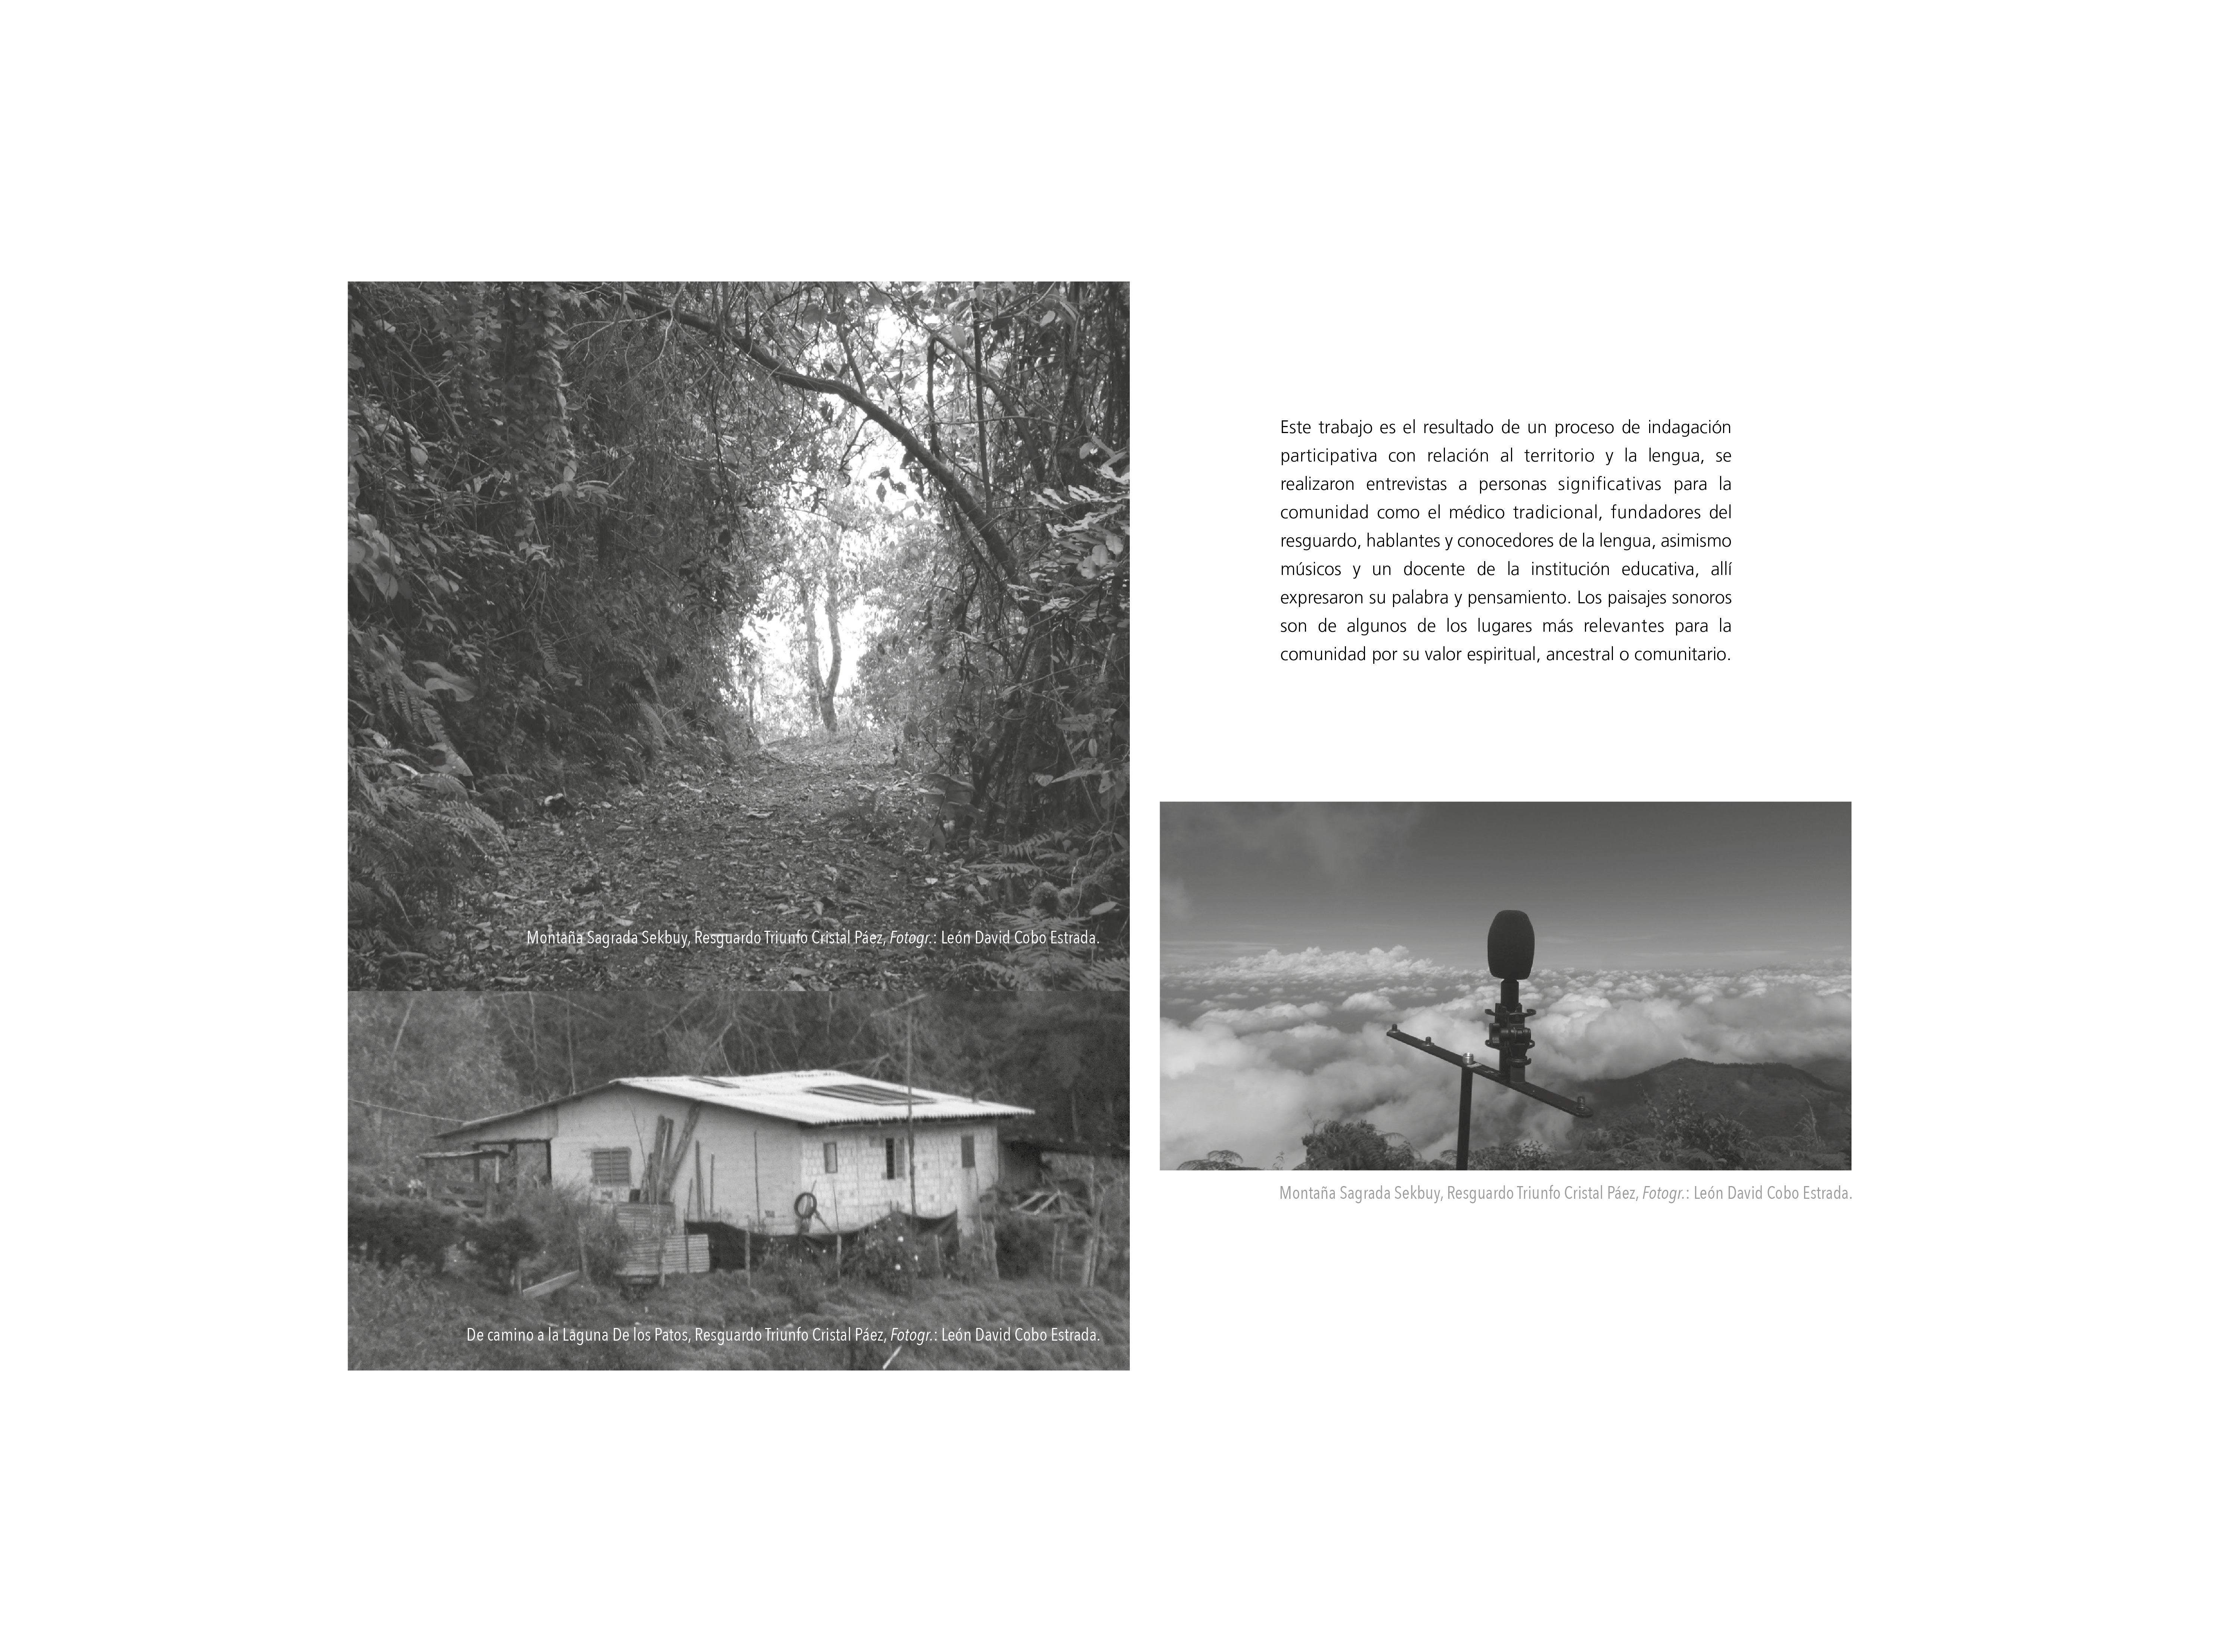 Montaña Sagrada Sekbuy, Resguardo Triunfo Cristal Páez, Fotogr.: León David Cobo Estrada.
De camino a la Laguna De los Patos, Resguardo Triunfo Cristal Páez, Fotogr.: León David Cobo Estrada.
Este trabajo es el resultado de un proceso de indagación
participativa con relación al territorio y la lengua, se
realizaron entrevistas a personas significativas para la
comunidad como el médico tradicional, fundadores del
resguardo, hablantes y conocedores de la lengua, asimismo
músicos y un docente de la institución educativa, allí
expresaron su palabra y pensamiento. Los paisajes sonoros
son de algunos de los lugares más relevantes para la
comunidad por su valor espiritual, ancestral o comunitario.
Montaña Sagrada Sekbuy, Resguardo Triunfo Cristal Páez, Fotogr.: León David Cobo Estrada.